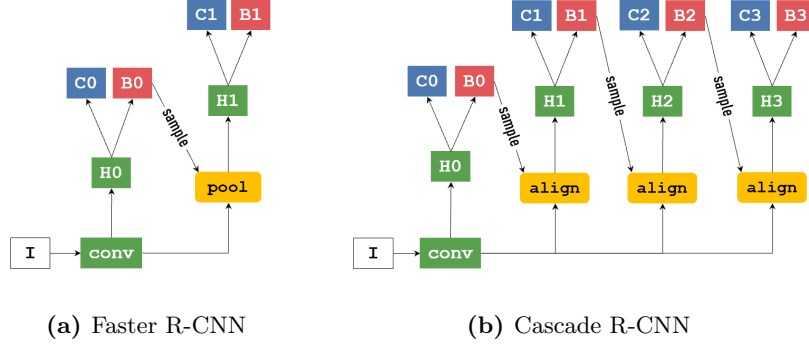 C1 B1
C0 B0
sample
H1
H0
pool
I conv
(a) Faster R-CNN
C1 B1 C2 B2 C3 B3
C0 B0
sample sample sample
H1 H2 H3
H0
align align align
I conv
(b) Cascade R-CNN